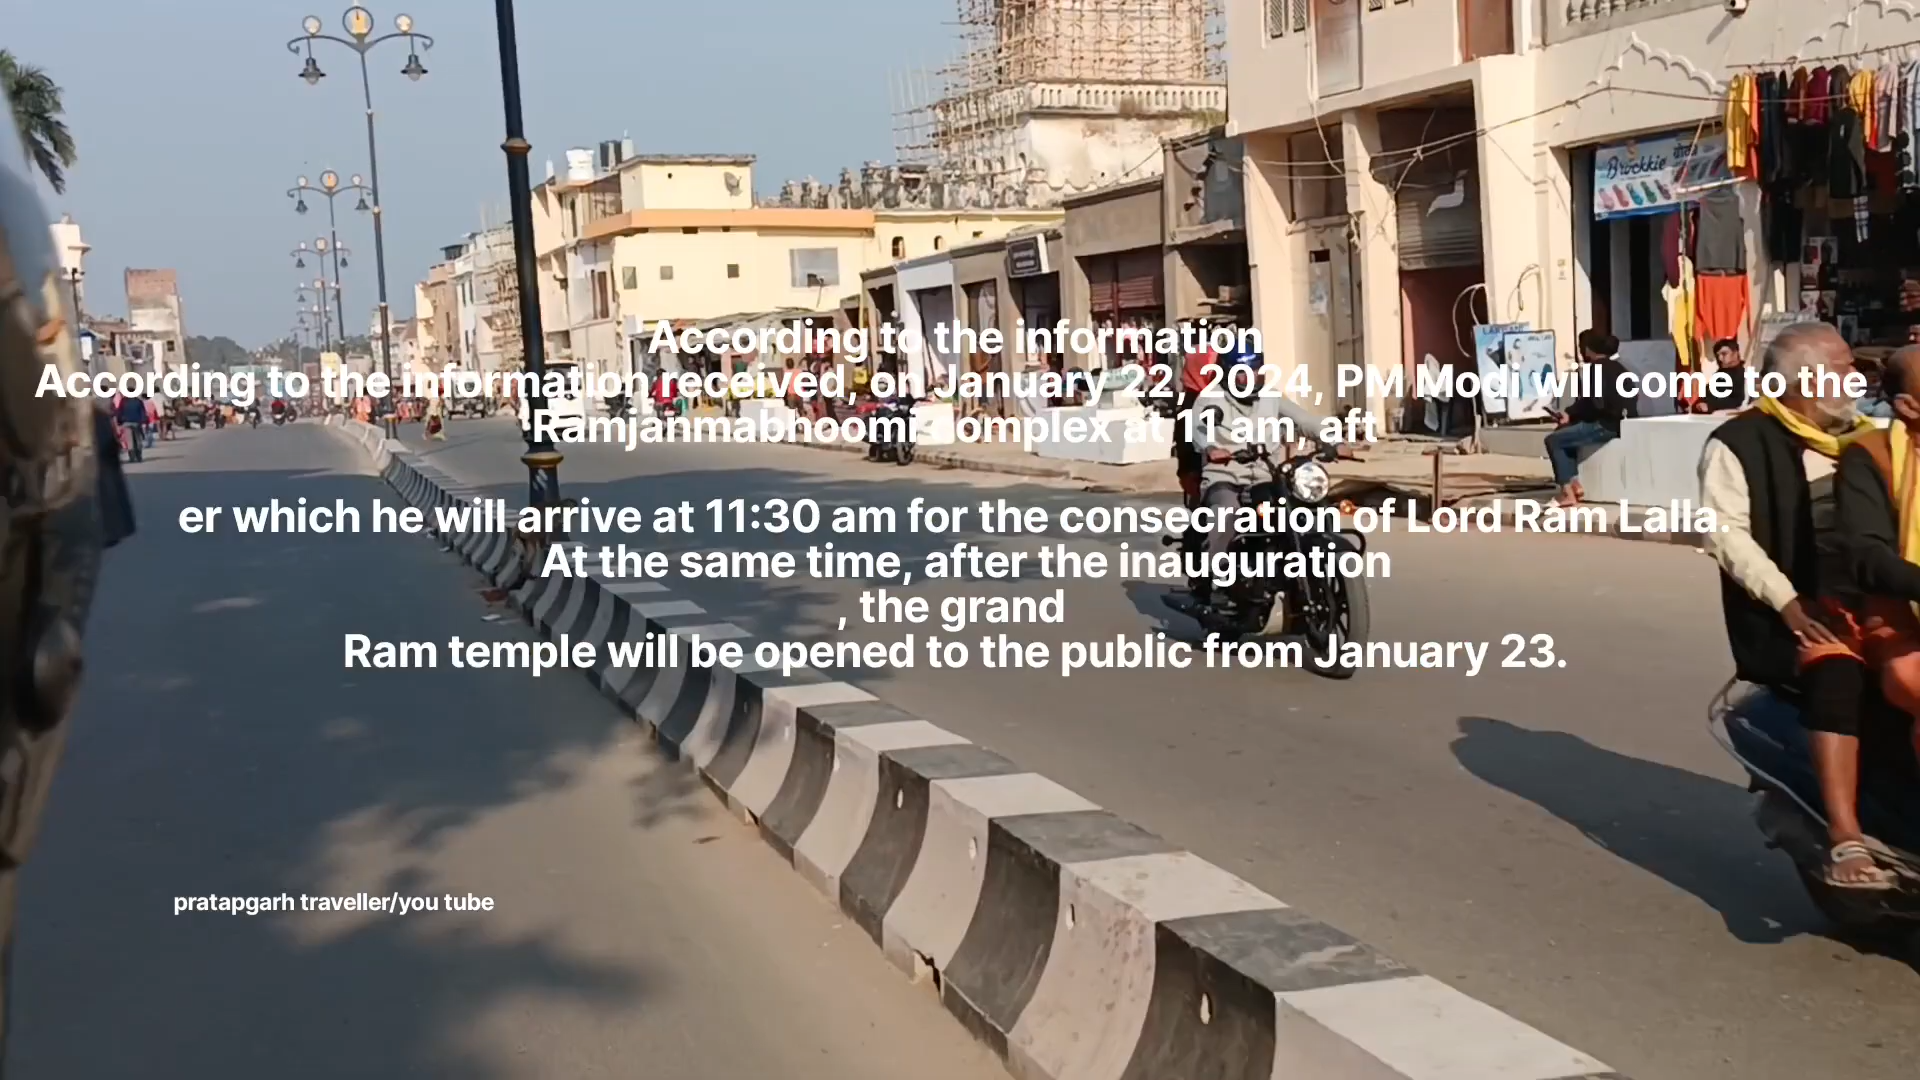 Brockkie
According to the information
According to the information received, on January 22, 2024, PM Modi will come to the
Ramjanmabhoomi complex at 11 am, aft
er which he will arrive at 11:30 am for the consecration of Lord Ram Lalla.
At the same time, after the inauguration
, the grand
Ram temple will be opened to the public from January 23.
pratapgarh traveller/you tube